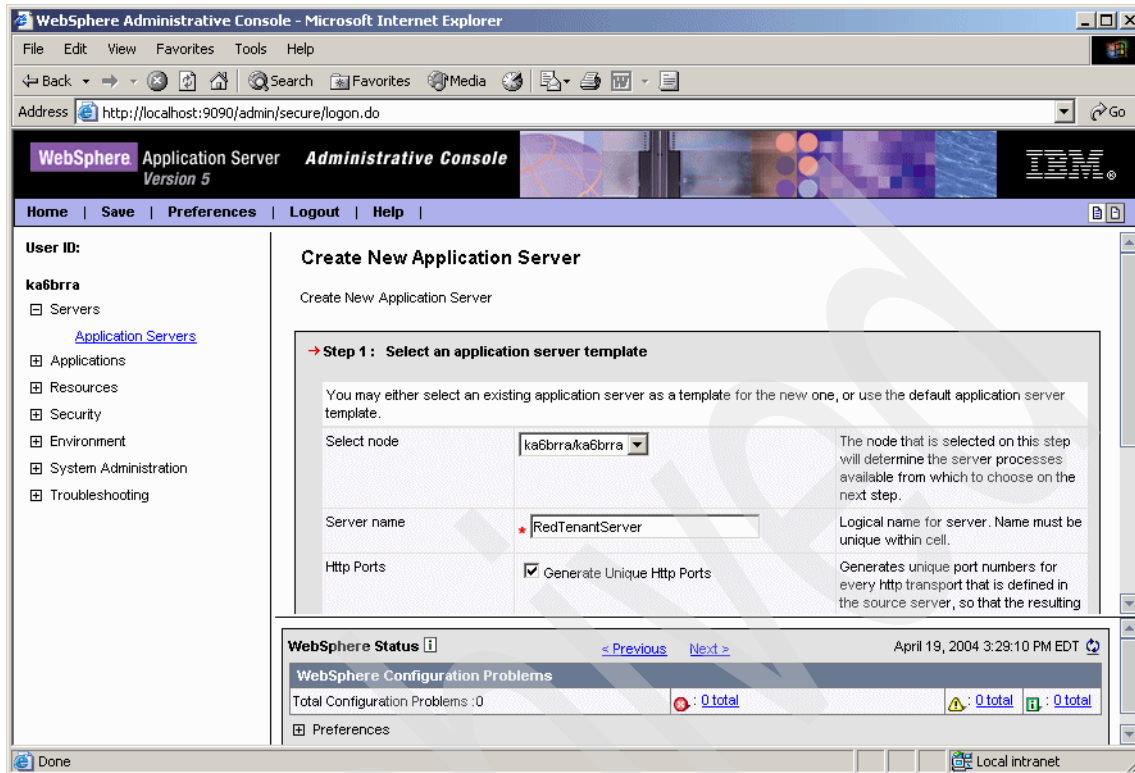 WebSphere Administrative Console - Microsoft Internet Explorer
File Edit View Favorites Tools Help
Back Search Favorites Media
Address http://localhost:9090/admin/secure/logon.do Go
WebSphere Application Server Administrative Console
Version 5
IBM®
Home | Save | Preferences | Logout | Help |
User ID:
ka6brra
Servers
Application Servers
Applications
Resources
Security
Environment
System Administration
Troubleshooting
Create New Application Server
Create New Application Server
Step 1 : Select an application server template
You may either select an existing application server as a template for the new one, or use the default application server
template.
Select node
ka6brra/ka6brra
The node that is selected on this step
will determine the server processes
available from which to choose on the
next step.
Server name
* RedTenantServer
Logical name for server. Name must be
unique within cell.
Http Ports
Generate Unique Http Ports
Generates unique port numbers for
every http transport that is defined in
the source server, so that the resulting
WebSphere Status i < Previous Next > April 19, 2004 3:29:10 PM EDT
WebSphere Configuration Problems
Total Configuration Problems :0 : 0 total : 0 total : 0 total
Preferences
Done Local intranet